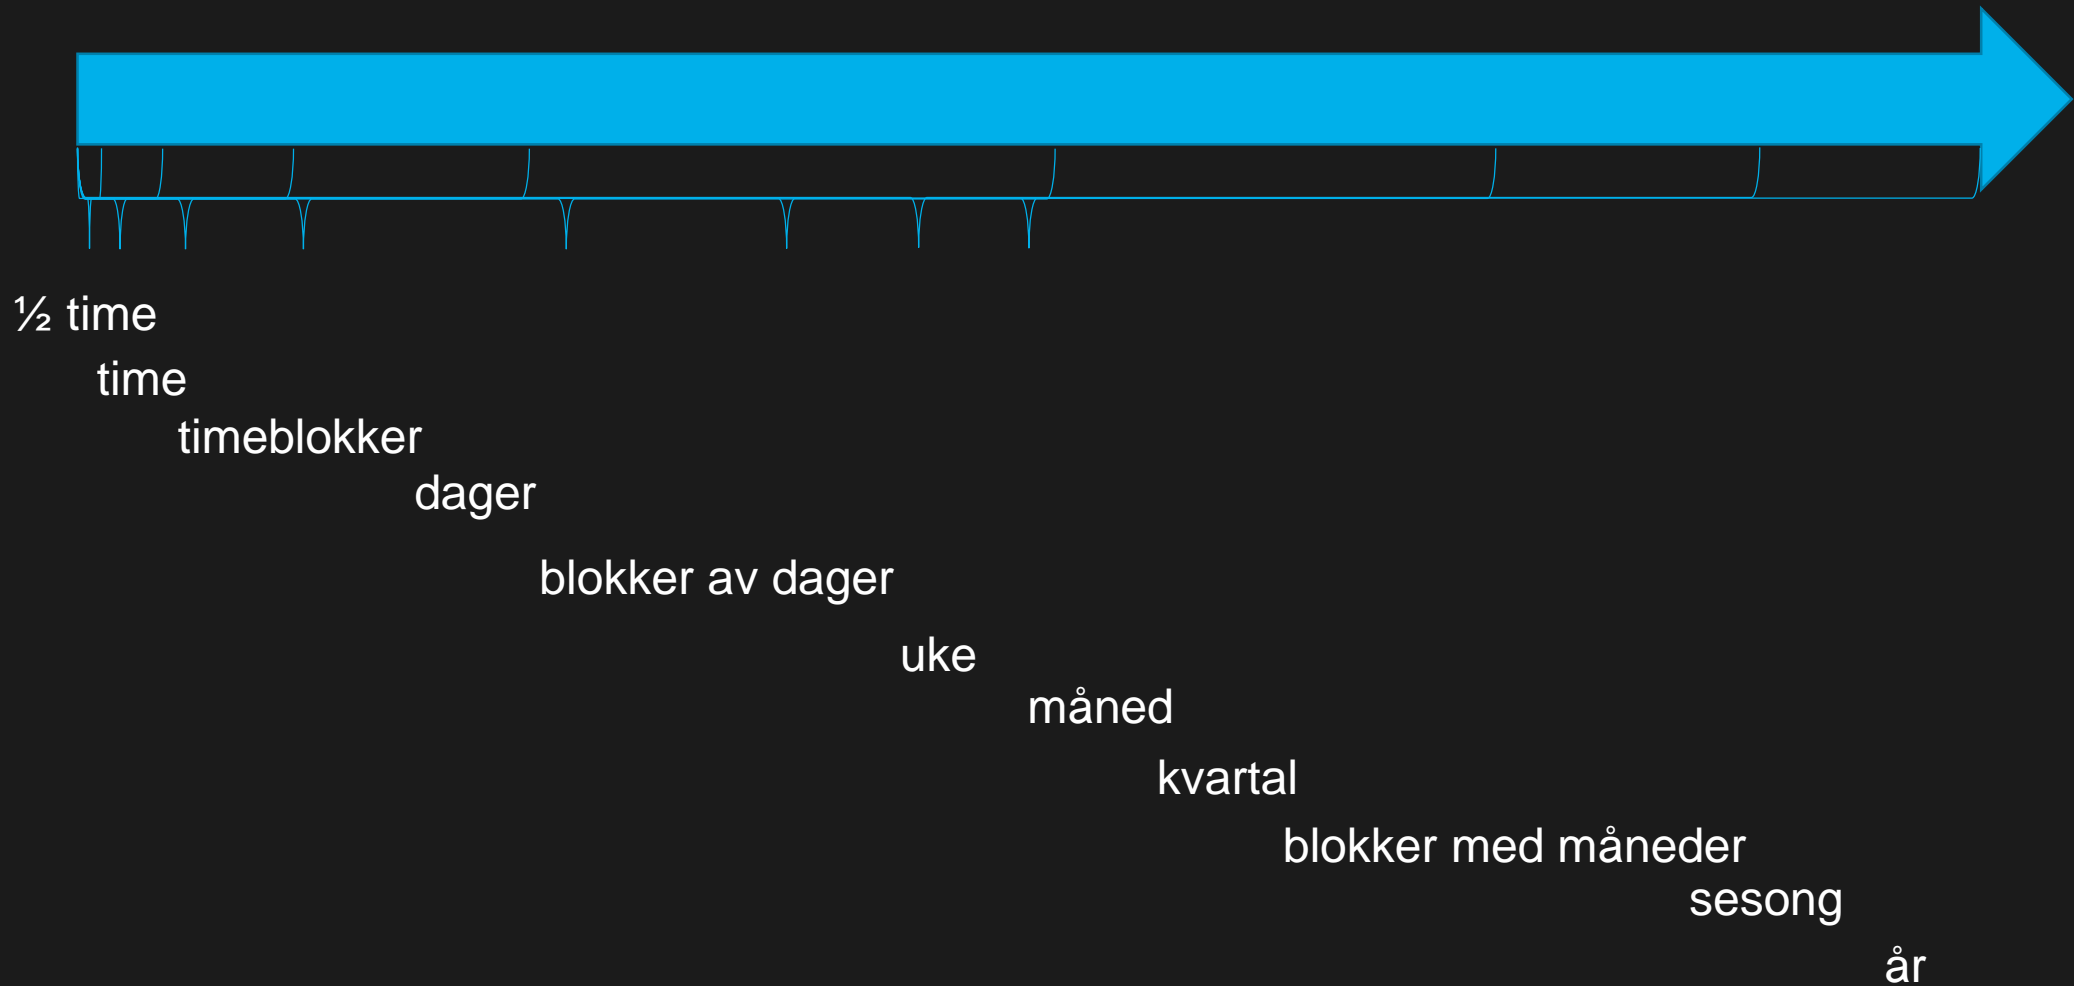 ½ time
time
timeblokker
dager
blokker av dager
uke
måned
kvartal
blokker med måneder
sesong
år